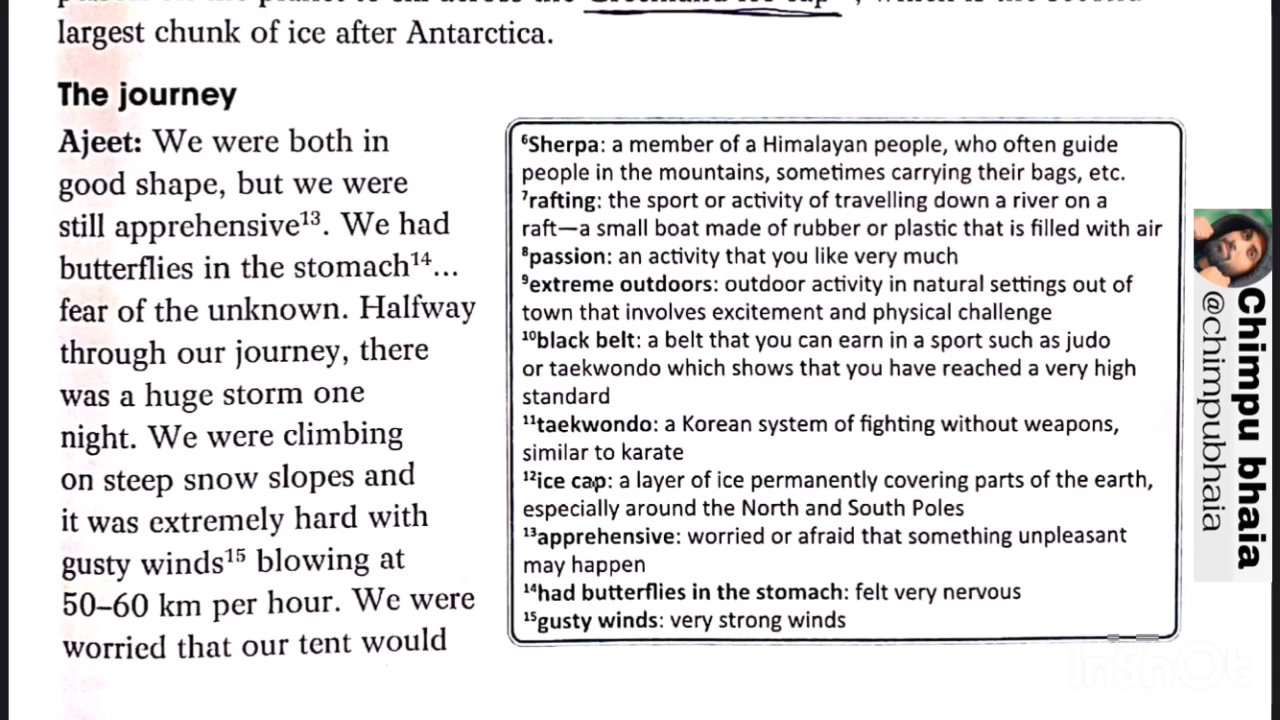 largest chunk of ice after Antarctica.
The journey
Ajeet: We were both in
good shape, but we were
still apprehensive¹³. We had
butterflies in the stomach¹⁴...
fear of the unknown. Halfway
through our journey, there
was a huge storm one
night. We were climbing
on steep snow slopes and
it was extremely hard with
gusty winds¹⁵ blowing at
50–60 km per hour. We were
worried that our tent would
⁶Sherpa: a member of a Himalayan people, who often guide
people in the mountains, sometimes carrying their bags, etc.
⁷rafting: the sport or activity of travelling down a river on a
raft—a small boat made of rubber or plastic that is filled with air
⁸passion: an activity that you like very much
⁹extreme outdoors: outdoor activity in natural settings out of
town that involves excitement and physical challenge
¹⁰black belt: a belt that you can earn in a sport such as judo
or taekwondo which shows that you have reached a very high
standard
¹¹taekwondo: a Korean system of fighting without weapons,
similar to karate
¹²ice cap: a layer of ice permanently covering parts of the earth,
especially around the North and South Poles
¹³apprehensive: worried or afraid that something unpleasant
may happen
¹⁴had butterflies in the stomach: felt very nervous
¹⁵gusty winds: very strong winds
Chimpu bhaia
@chimpubhaia
InShOt